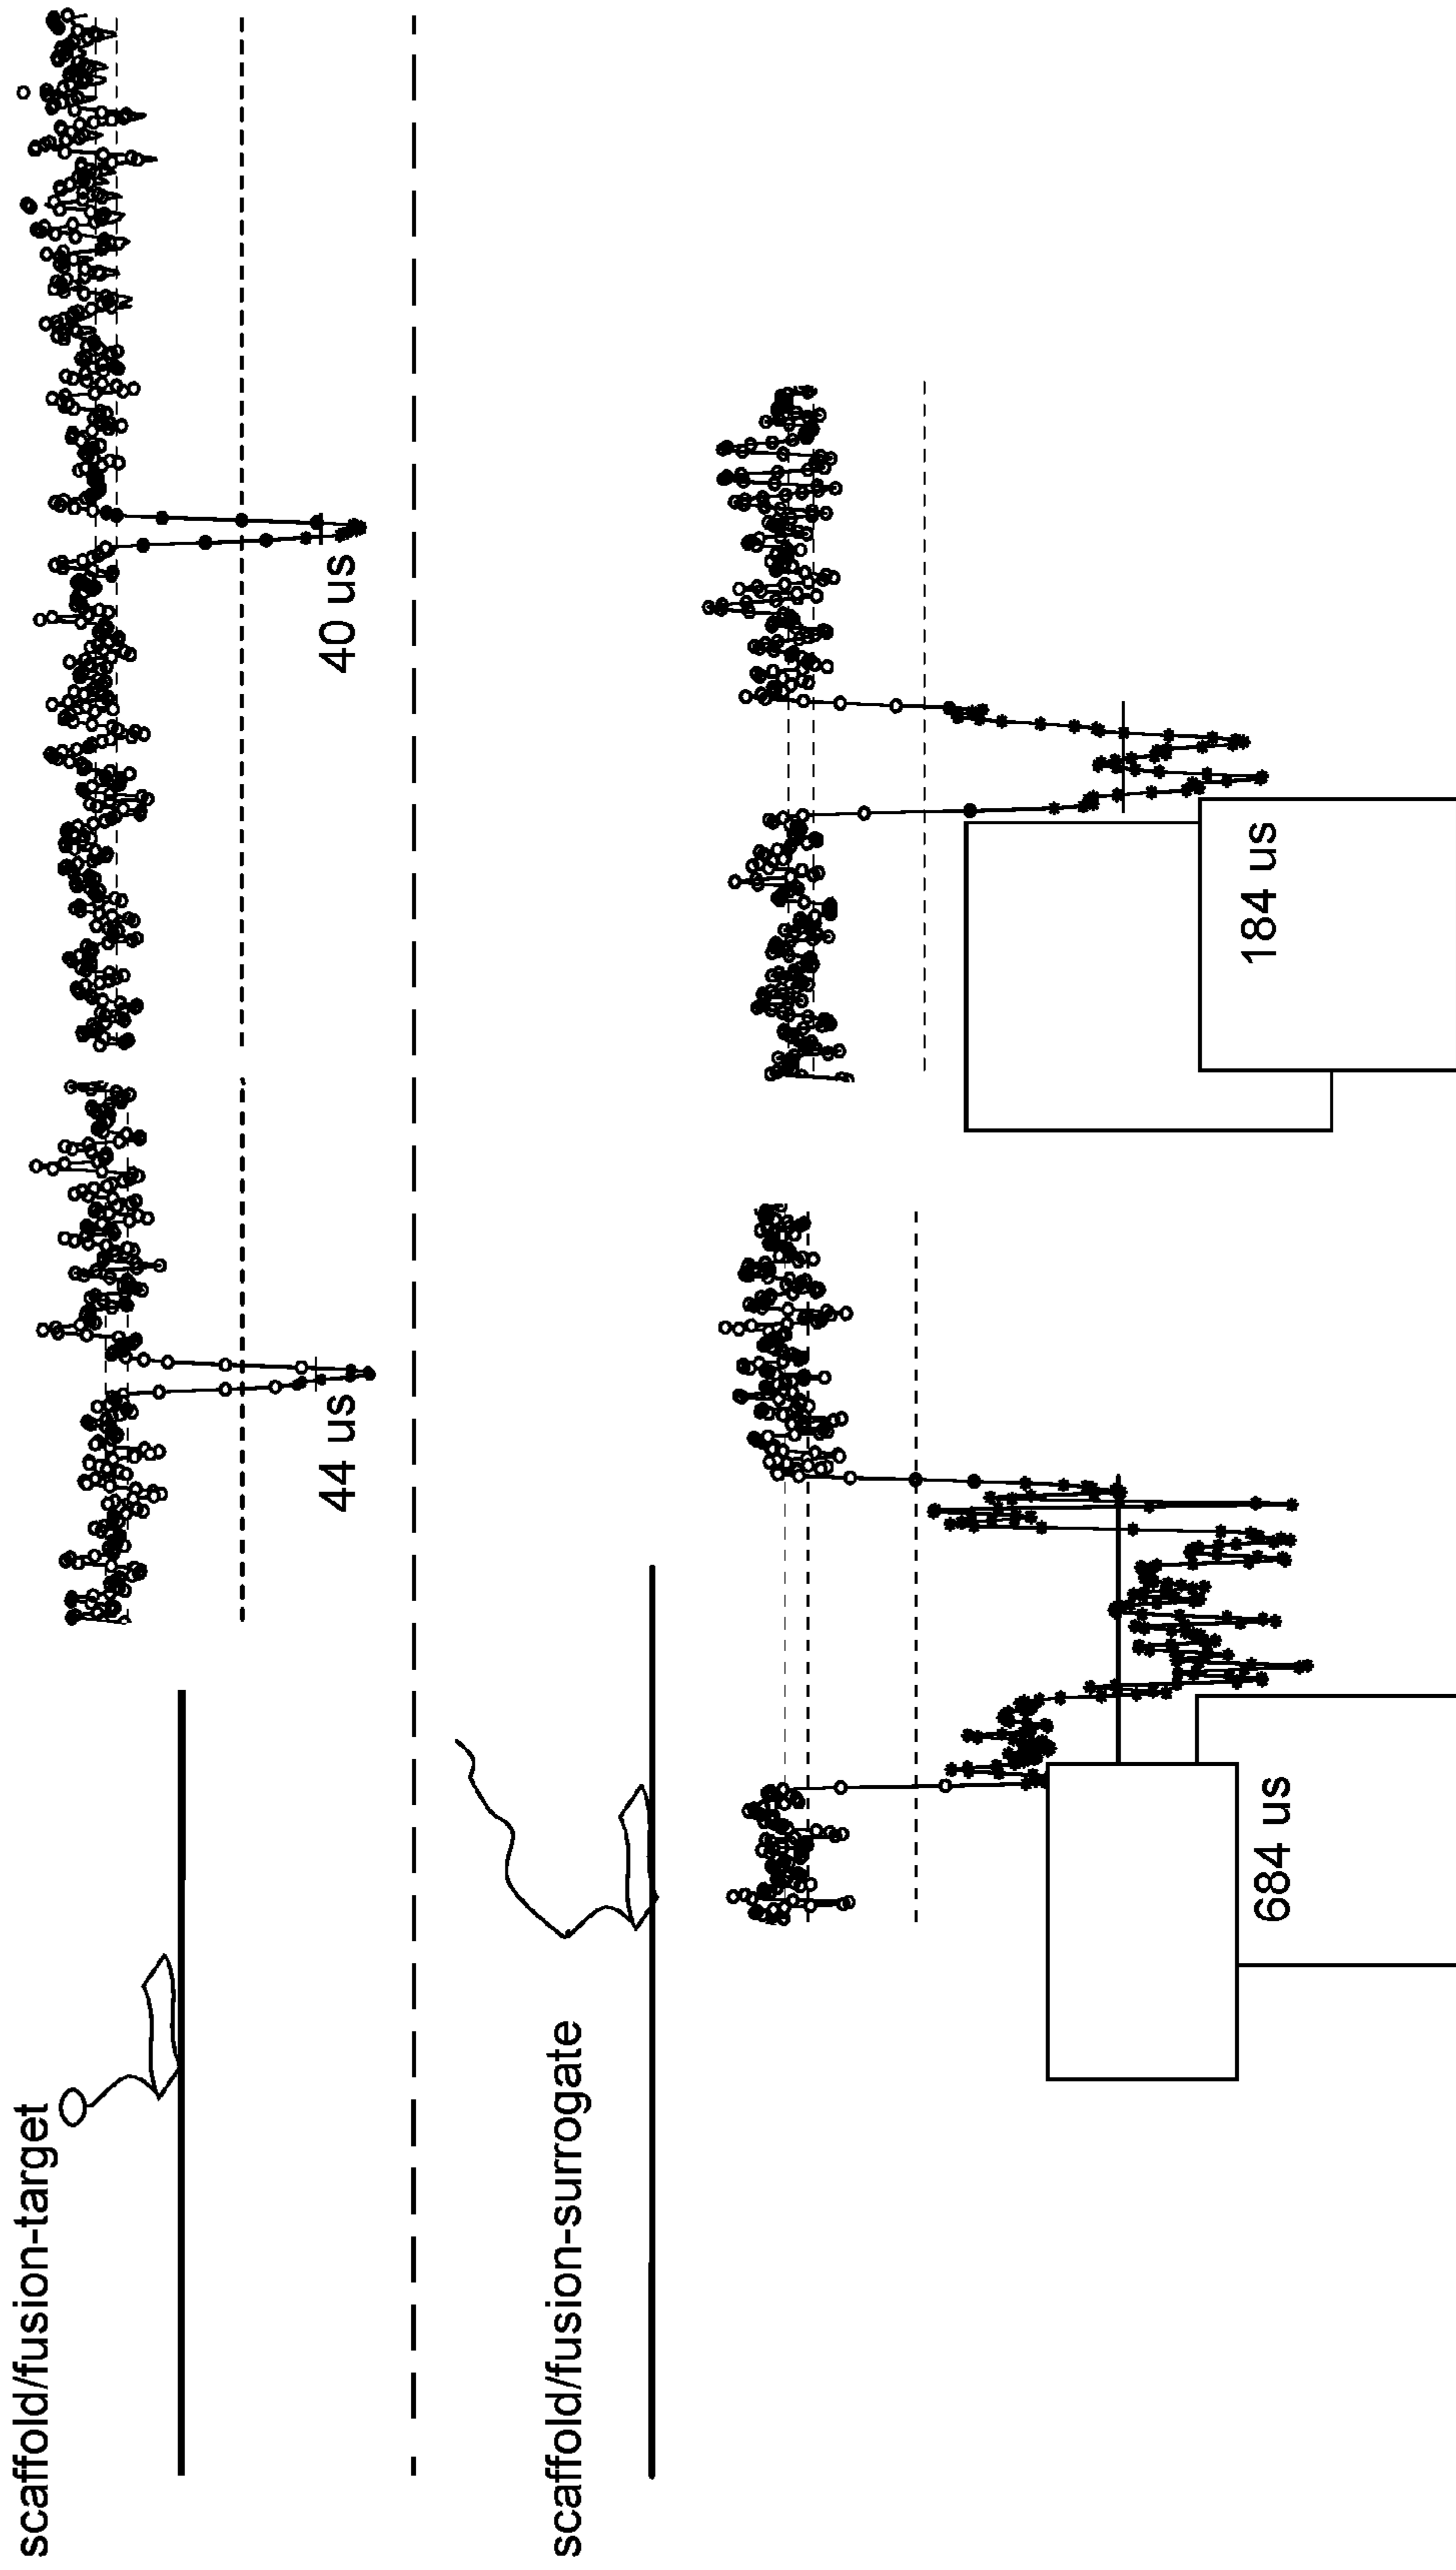 scaffold/fusion-target
44 us
40 us
scaffold/fusion-surrogate
684 us
184 us